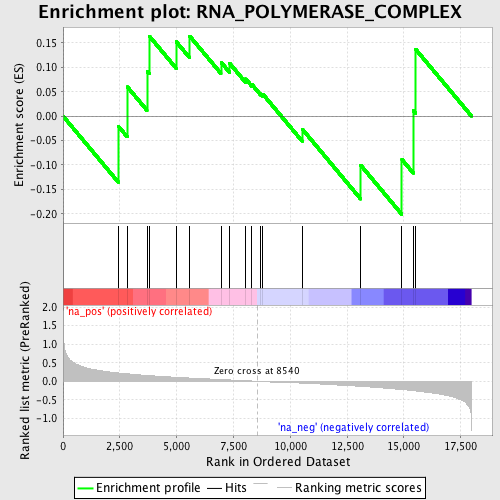 Enrichment plot: RNA_POLYMERASE_COMPLEX
Enrichment score (ES)
0.15
0.10
0.05
0.00
-0.05
-0.10
-0.15
-0.20
'na_pos' (positively correlated)
Ranked list metric (PreRanked)
2.0
1.5
1.0
0.5
0.0
-0.5
-1.0
Zero cross at 8540
'na_neg' (negatively correlated)
0
2,500
5,000
7,500
10,000
12,500
15,000
17,500
Rank in Ordered Dataset
Enrichment profile
Hits
Ranking metric scores